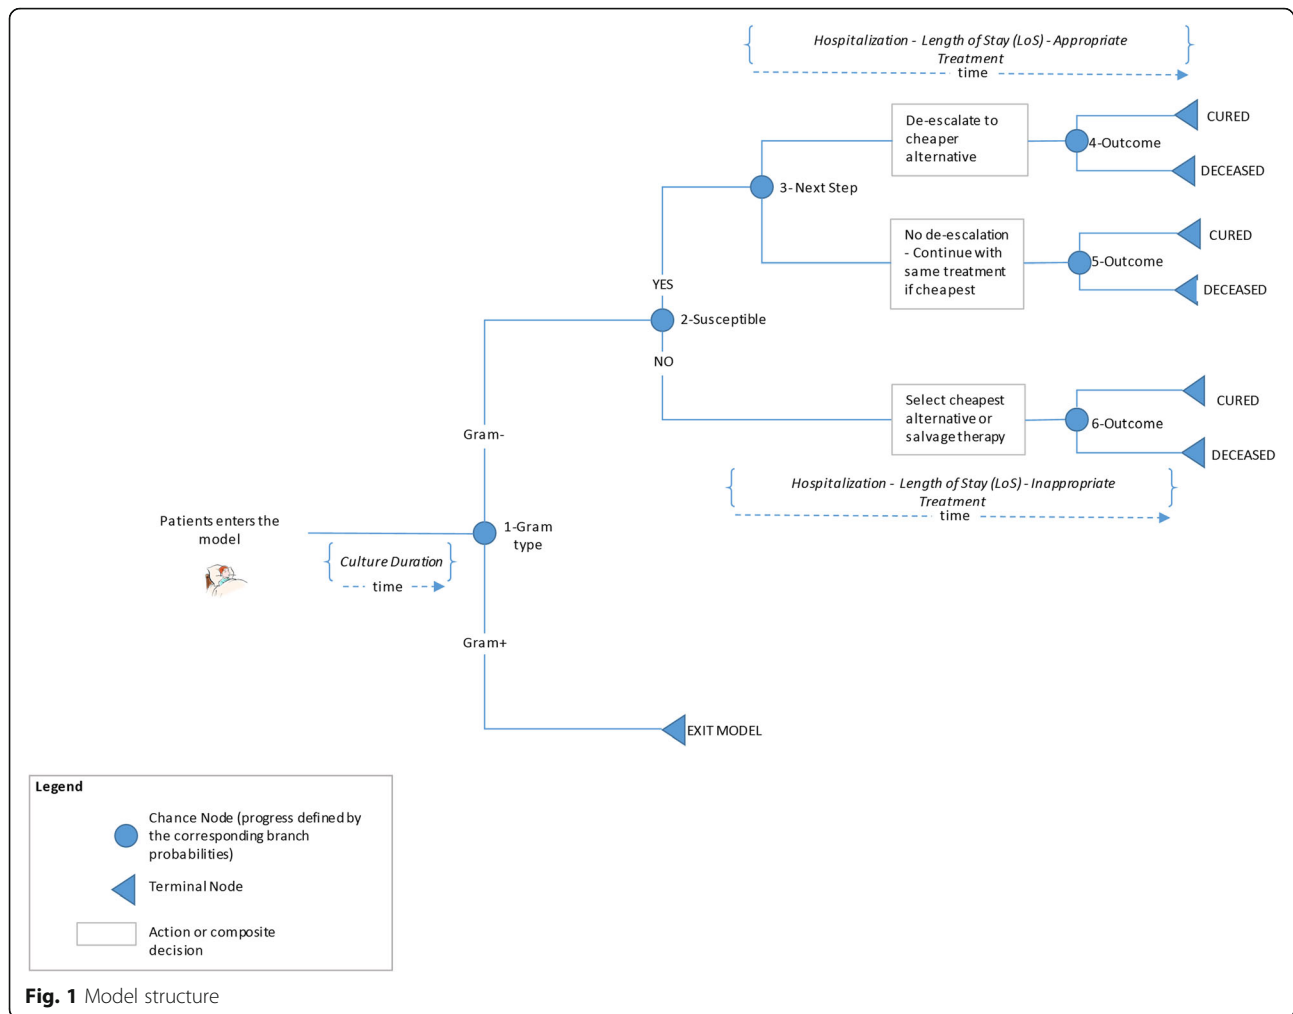 Hospitalization - Length of Stay (LoS) - Appropriate
Treatment
time
De-escalate to
cheaper
alternative
4-Outcome
CURED
DECEASED
3- Next Step
No de-escalation
- Continue with
same treatment
if cheapest
5-Outcome
CURED
DECEASED
YES
2-Susceptible
NO
Select cheapest
alternative or
salvage therapy
6-Outcome
CURED
DECEASED
Hospitalization - Length of Stay (LoS) - Inappropriate
Treatment
time
Gram-
Patients enters the
model
1-Gram
type
Culture Duration
time
Gram+
EXIT MODEL
Legend
Chance Node (progress defined by
the corresponding branch
probabilities)
Terminal Node
Action or composite
decision
Fig. 1 Model structure